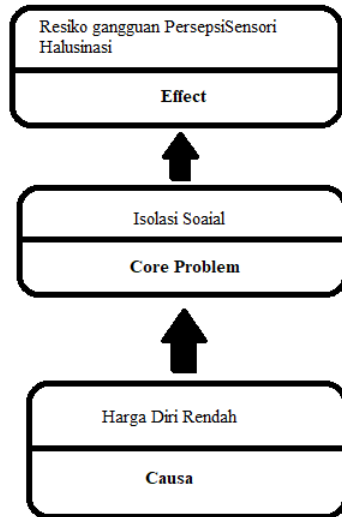 Resiko gangguan PersepsiSensori
Halusinasi
Effect
Isolasi Soaial
Core Problem
Harga Diri Rendah
Causa